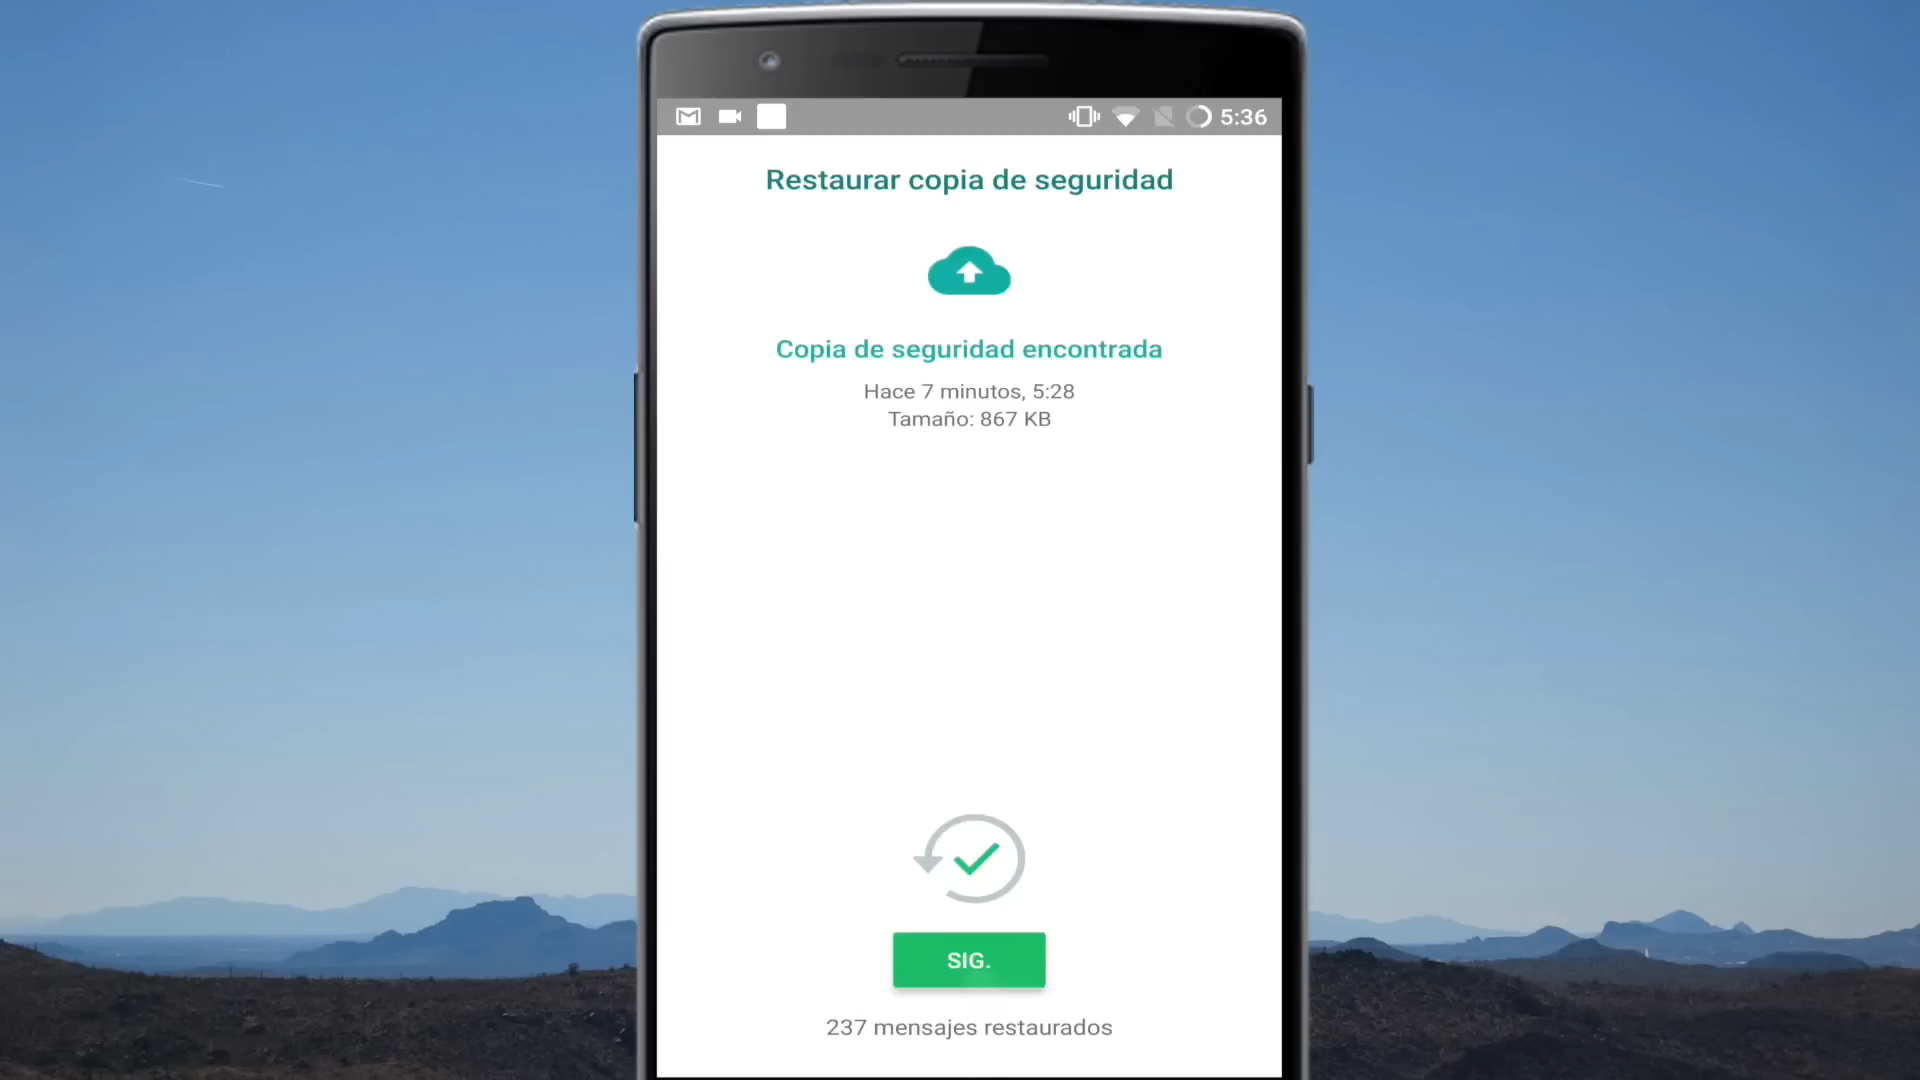 5:36
Restaurar copia de seguridad
Copia de seguridad encontrada
Hace 7 minutos, 5:28
Tamaño: 867 KB
SIG.
237 mensajes restaurados